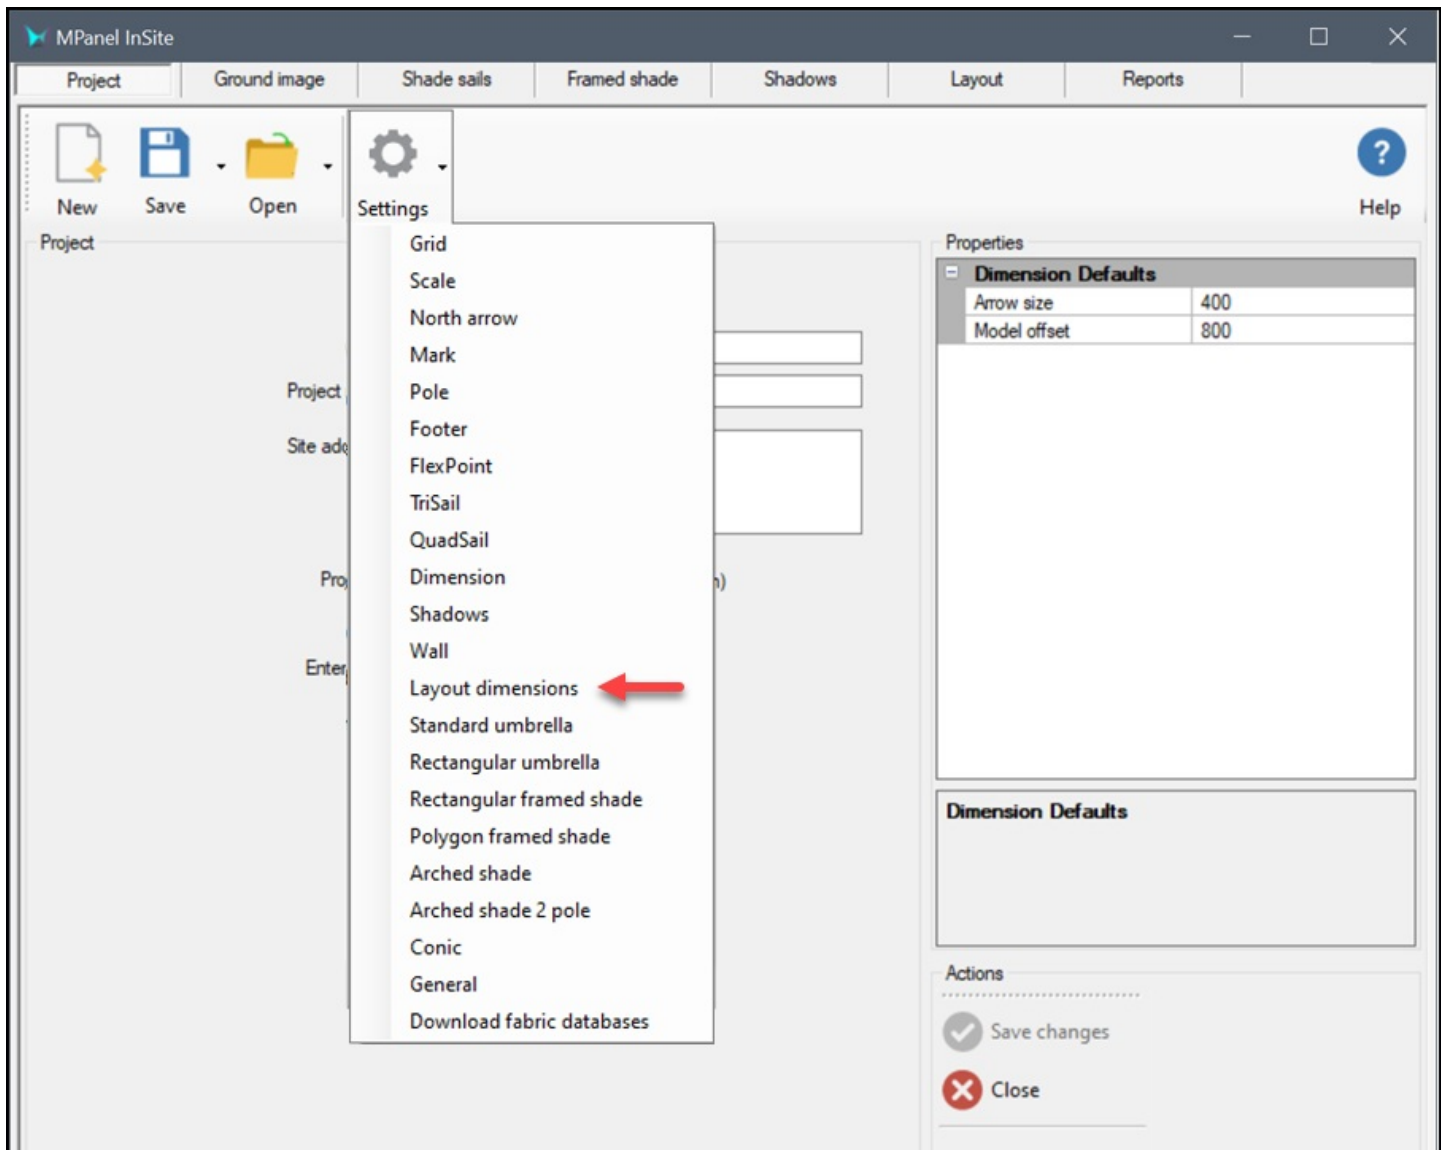 MPanel InSite
Project Ground image Shade sails Framed shade Shadows Layout Reports
New Save Open Settings Help
Project
Project
Site
Grid
Scale
North arrow
Mark
Pole
Footer
FlexPoint
TriSail
QuadSail
Dimension
Shadows
Wall
Layout dimensions
Standard umbrella
Rectangular umbrella
Rectangular framed shade
Polygon framed shade
Arched shade
Arched shade 2 pole
Conic
General
Download fabric databases
Enter
Properties
Dimension Defaults
Arrow size 400
Model offset 800
Dimension Defaults
Actions
Save changes
Close